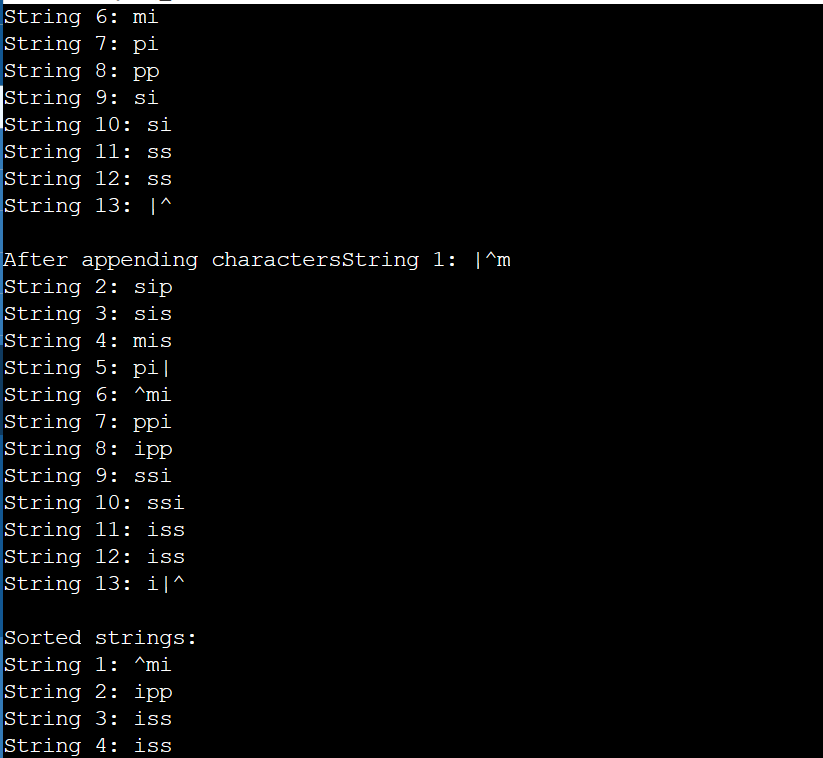 String 6: mi
String 7: pi
String 8: pp
String 9: si
String 10: si
String 11: ss
String 12: ss
String 13: |^
After appending charactersString 1: |^m
String 2: sip
String 3: sis
String 4: mis
String 5: pi|
String 6: ^mi
String 7: ppi
String 8: ipp
String 9: ssi
String 10: ssi
String 11: iss
String 12: iss
String 13: i|^
Sorted strings:
String 1: ^mi
String 2: ipp
String 3: iss
String 4: iss